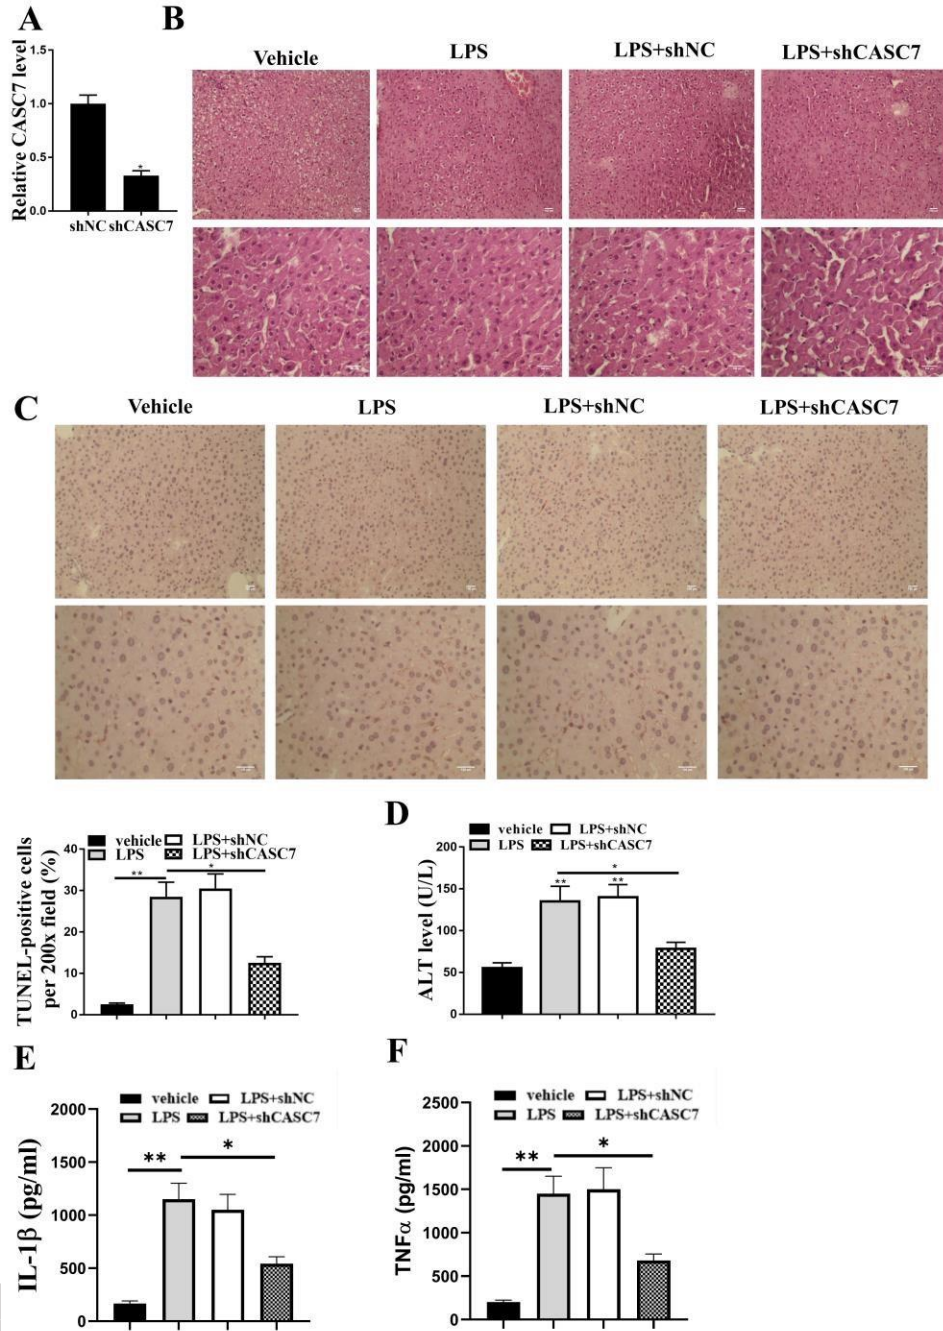 A
B
Relative CASC7 level
1.5
1.0
0.5
0.0
*
shNC shCASC7
Vehicle
LPS
LPS+shNC
LPS+shCASC7
C
Vehicle
LPS
LPS+shNC
LPS+shCASC7
TUNEL-positive cells
per 200x field (%)
vehicle
LPS+shNC
LPS
LPS+shCASC7
40
30
20
10
0
**
*
D
ALT level (U/L)
vehicle
LPS+shNC
LPS
LPS+shCASC7
200
150
100
50
0
*
**
**
E
IL-1β (pg/ml)
vehicle
LPS+shNC
LPS
LPS+shCASC7
2000
1500
1000
500
0
**
*
F
TNFα (pg/ml)
vehicle
LPS+shNC
LPS
LPS+shCASC7
2500
2000
1500
1000
500
0
**
*